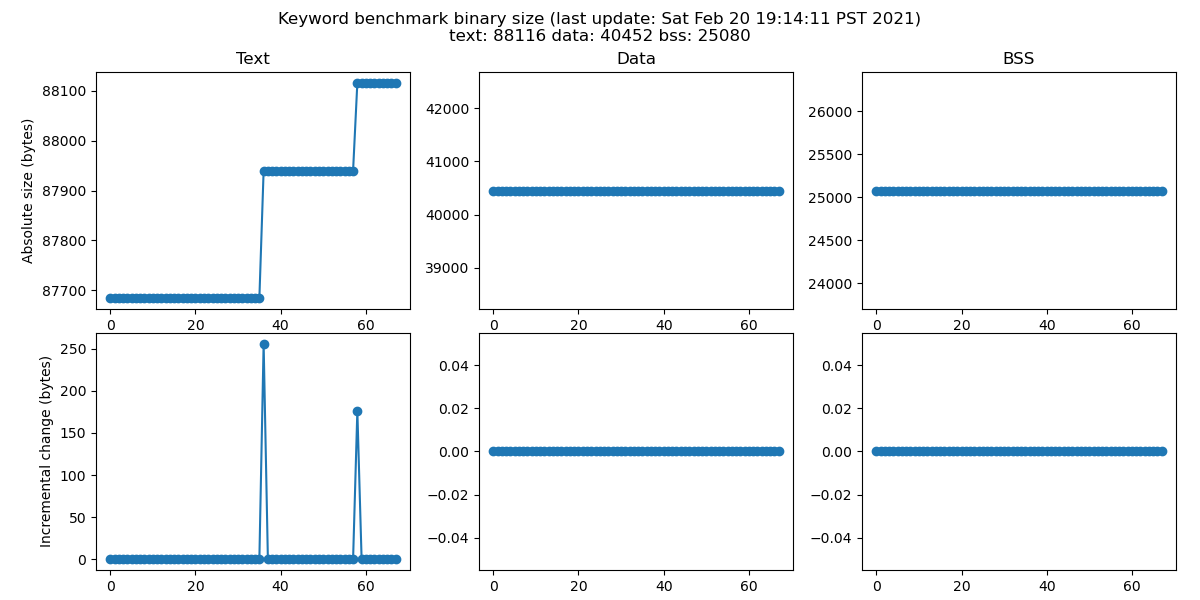 Keyword benchmark binary size (last update: Sat Feb 20 19:14:11 PST 2021)
text: 88116 data: 40452 bss: 25080
Text
Data
BSS
Absolute size (bytes)
88100
88000
87900
87800
87700
0 20 40 60
42000
41000
40000
39000
0 20 40 60
26000
25500
25000
24500
24000
0 20 40 60
Incremental change (bytes)
250
200
150
100
50
0
0 20 40 60
0.04
0.02
0.00
−0.02
−0.04
0 20 40 60
0.04
0.02
0.00
−0.02
−0.04
0 20 40 60